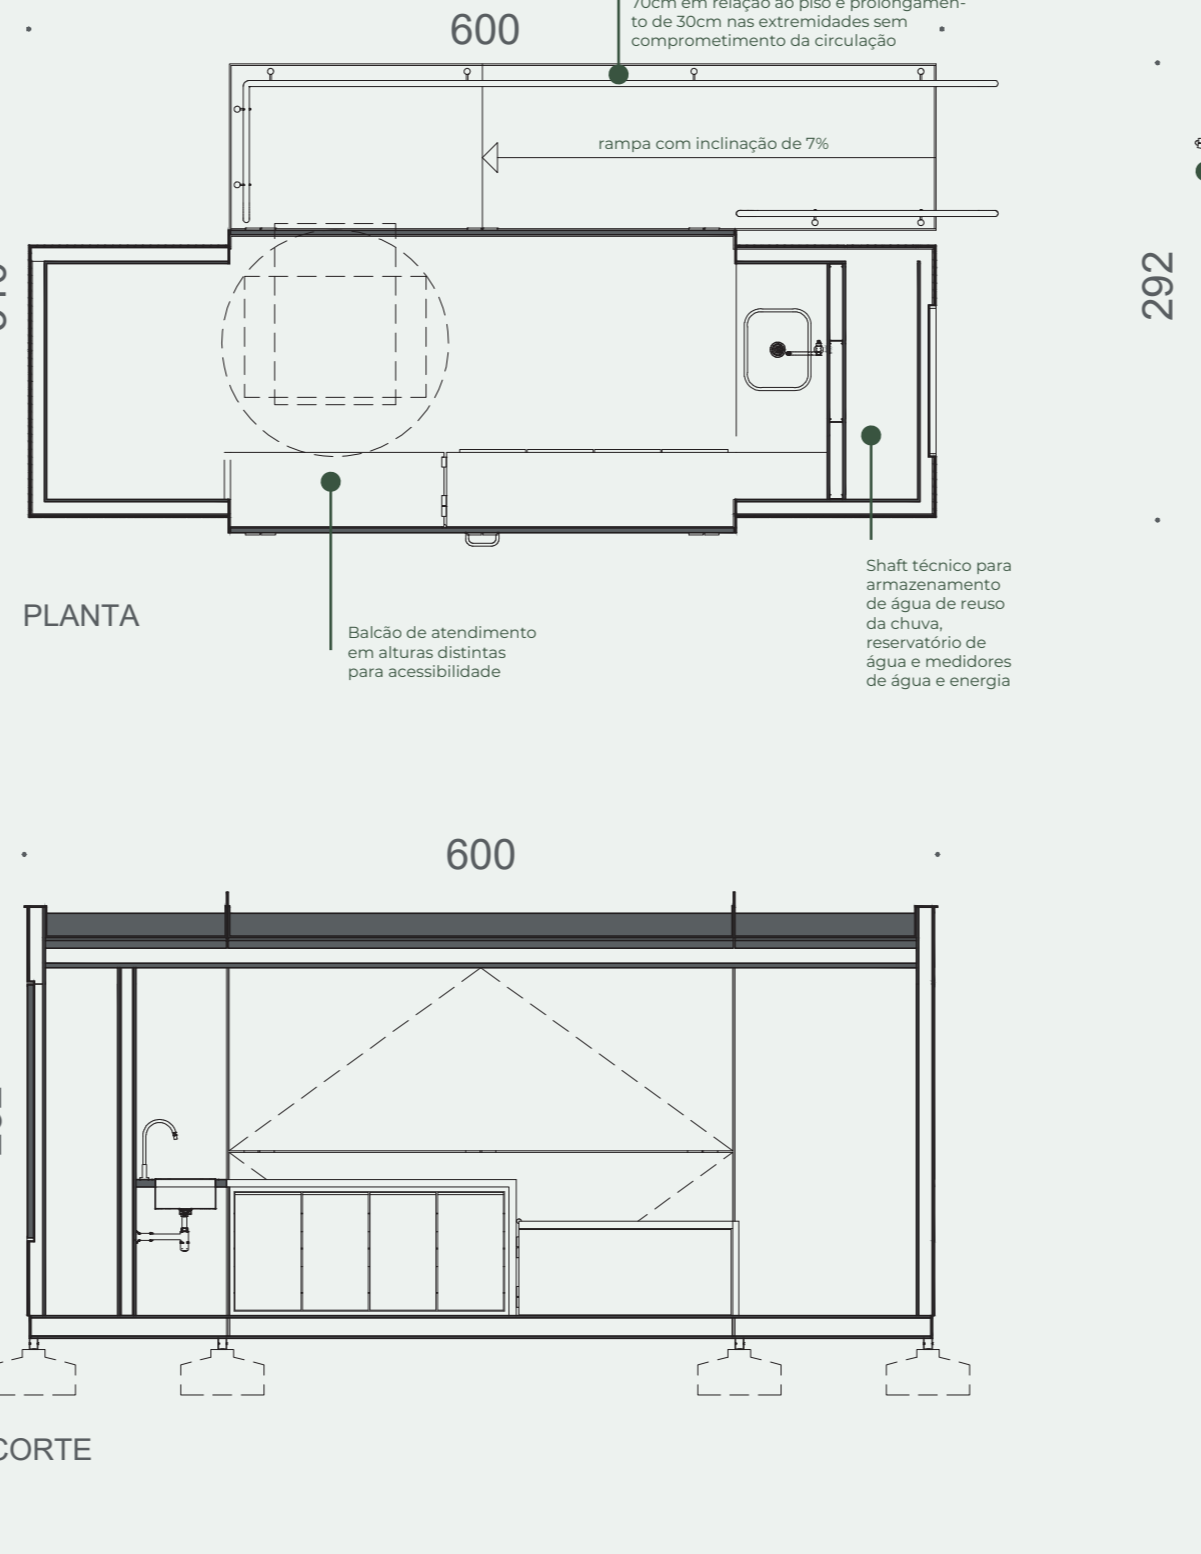 70cm em relação ao piso e prolongamen-
to de 30cm nas extremidades sem
comprometimento da circulação
600
rampa com inclinação de 7%
292
PLANTA
Balcão de atendimento
em alturas distintas
para acessibilidade
Shaft técnico para
armazenamento
de água de reuso
da chuva,
reservatório de
água e medidores
de água e energia
600
CORTE